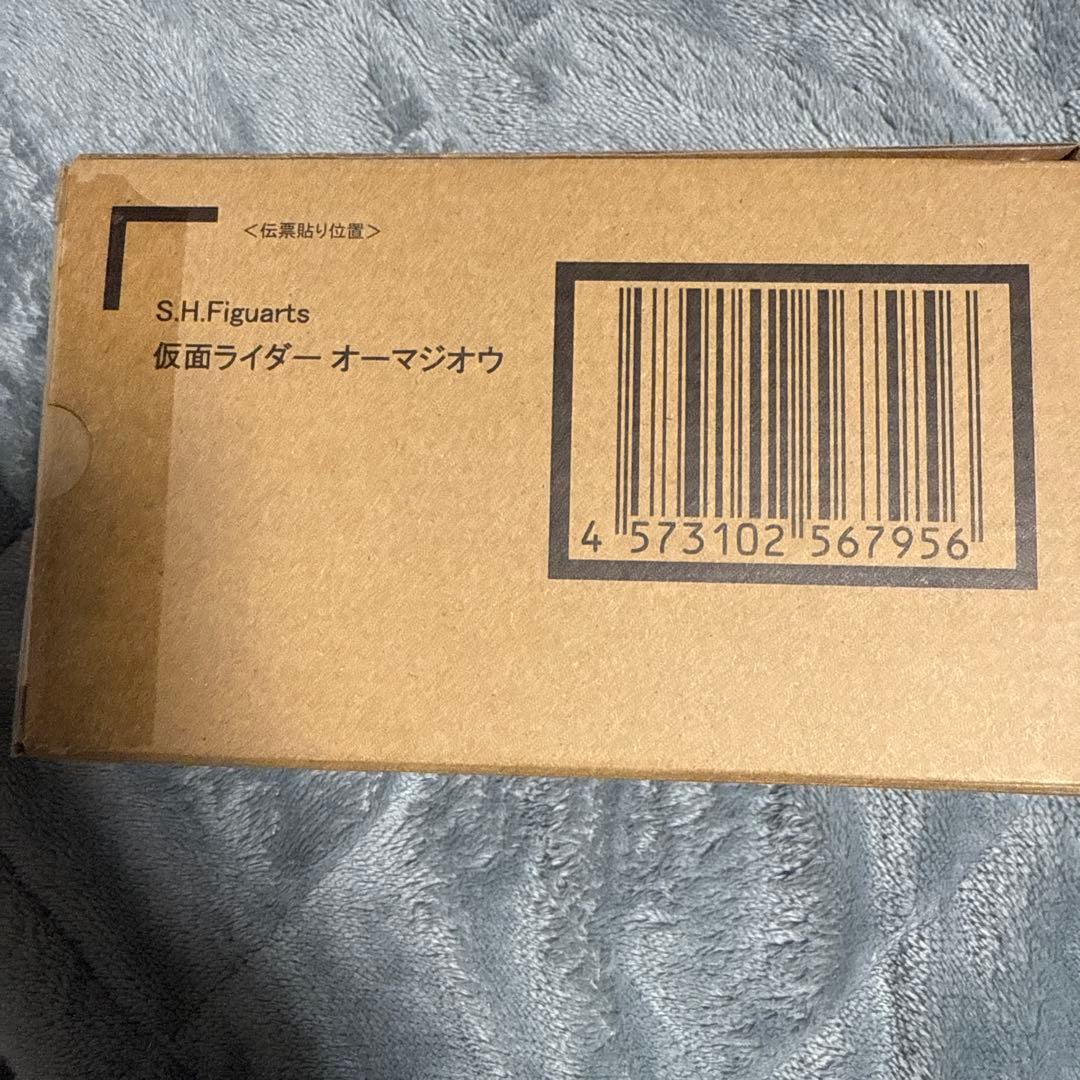 ＜伝票貼り位置＞
S.H.Figuarts
仮面ライダー オーマジオウ
4 573102 567956